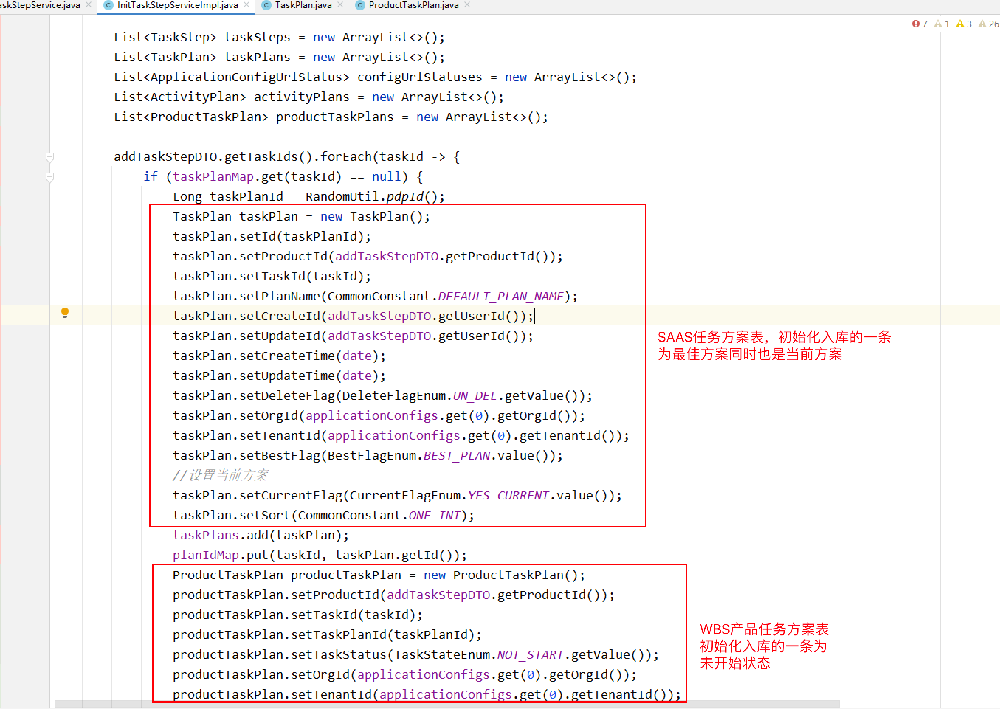 askStepService.java InitTaskStepServiceImpl.java TaskPlan.java ProductTaskPlan.java
7 1 3 26
List<TaskStep> taskSteps = new ArrayList<>();
List<TaskPlan> taskPlans = new ArrayList<>();
List<ApplicationConfigUrlStatus> configUrlStatuses = new ArrayList<>();
List<ActivityPlan> activityPlans = new ArrayList<>();
List<ProductTaskPlan> productTaskPlans = new ArrayList<>();
addTaskStepDTO.getTaskIds().forEach(taskId -> {
if (taskPlanMap.get(taskId) == null) {
Long taskPlanId = RandomUtil.pdpId();
TaskPlan taskPlan = new TaskPlan();
taskPlan.setId(taskPlanId);
taskPlan.setProductId(addTaskStepDTO.getProductId());
taskPlan.setTaskId(taskId);
taskPlan.setPlanName(CommonConstant.DEFAULT_PLAN_NAME);
taskPlan.setCreateId(addTaskStepDTO.getUserId());
taskPlan.setUpdateId(addTaskStepDTO.getUserId());
taskPlan.setCreateTime(date);
taskPlan.setUpdateTime(date);
taskPlan.setDeleteFlag(DeleteFlagEnum.UN_DEL.getValue());
taskPlan.setOrgId(applicationConfigs.get(0).getOrgId());
taskPlan.setTenantId(applicationConfigs.get(0).getTenantId());
taskPlan.setBestFlag(BestFlagEnum.BEST_PLAN.value());
//设置当前方案
taskPlan.setCurrentFlag(CurrentFlagEnum.YES_CURRENT.value());
taskPlan.setSort(CommonConstant.ONE_INT);
SAAS任务方案表，初始化入库的一条
为最佳方案同时也是当前方案
taskPlans.add(taskPlan);
planIdMap.put(taskId, taskPlan.getId());
ProductTaskPlan productTaskPlan = new ProductTaskPlan();
productTaskPlan.setProductId(addTaskStepDTO.getProductId());
productTaskPlan.setTaskId(taskId);
productTaskPlan.setTaskPlanId(taskPlanId);
productTaskPlan.setTaskStatus(TaskStateEnum.NOT_START.getValue());
productTaskPlan.setOrgId(applicationConfigs.get(0).getOrgId());
productTaskPlan.setTenantId(applicationConfigs.get(0).getTenantId());
WBS产品任务方案表
初始化入库的一条为
未开始状态